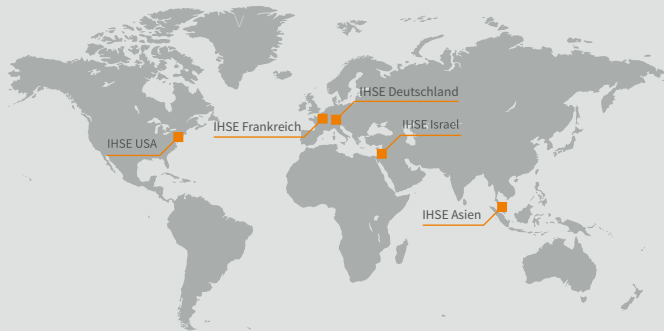 IHSE Deutschland
IHSE Frankreich
IHSE Israel
IHSE USA
IHSE Asien